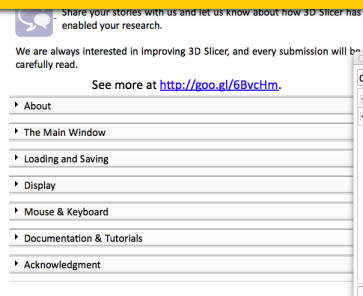 Share your stories with us and let us know about how 3D Slicer has
enabled your research.
We are always interested in improving 3D Slicer, and every submission will be
carefully read.
See more at http://goo.gl/6BvcHm.
About
The Main Window
Loading and Saving
Display
Mouse & Keyboard
Documentation & Tutorials
Acknowledgment